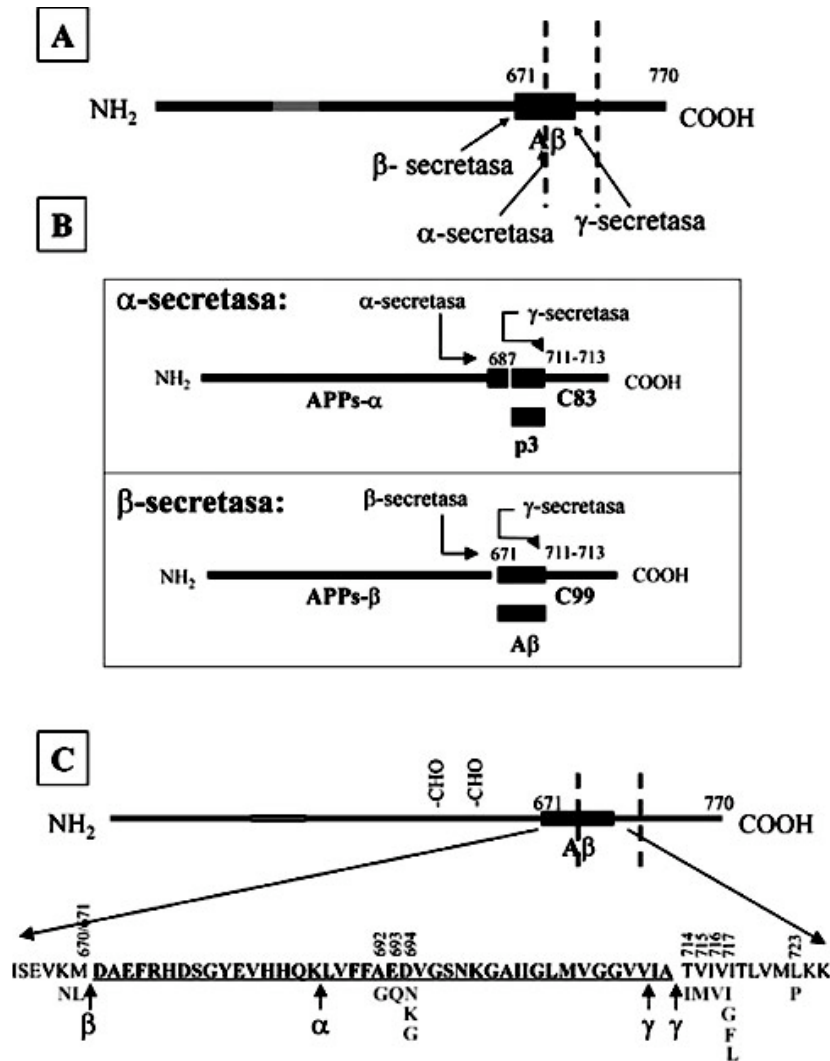 A
671 770
NH2 COOH
Aβ
β- secretasa
α-secretasa γ-secretasa
B
α-secretasa:
α-secretasa γ-secretasa
687 711-713
NH2 COOH
APPs-α C83
p3
β-secretasa:
β-secretasa γ-secretasa
671 711-713
NH2 COOH
APPs-β C99
Aβ
C
-CHO -CHO
671 770
NH2 COOH
Aβ
670/671 692 693 694 714 715 716 717 723
ISEVKM DAEFRHDSGYEVHHQKLVFFAEDVGSNKGAIIGLMVGGVVIA TVIVITLVMLKK
NL GQN IMVI P
K G
G F
L
β α γ γ